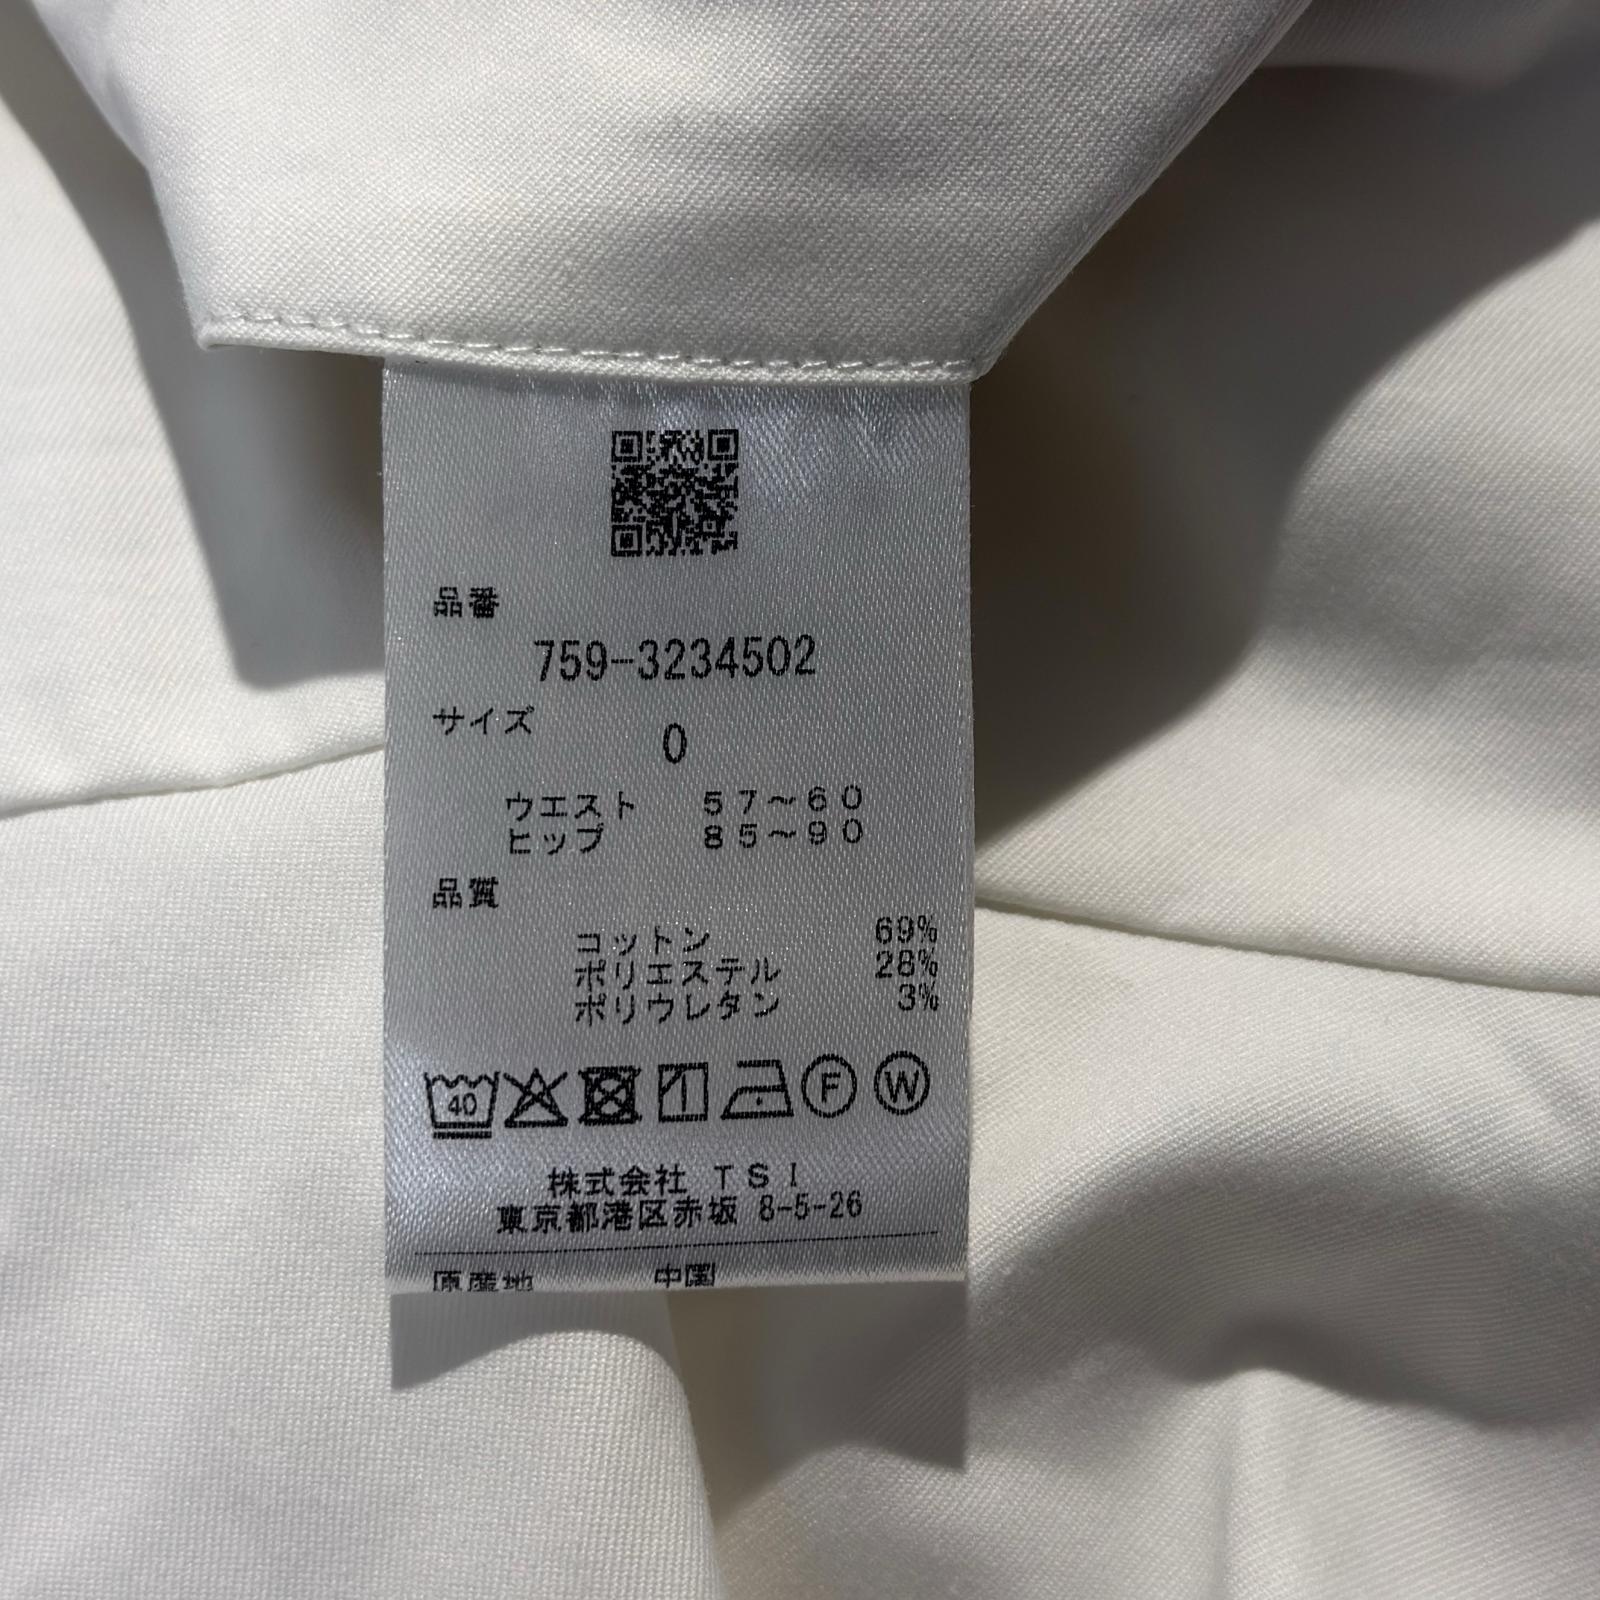 品番
759-3234502
サイズ
0
ウエスト 57~60
ヒップ 85~90
品質
コットン 69%
ポリエステル 28%
ポリウレタン 3%
40 F W
株式会社 TSI
東京都港区赤坂 8-5-26
原産地 中国